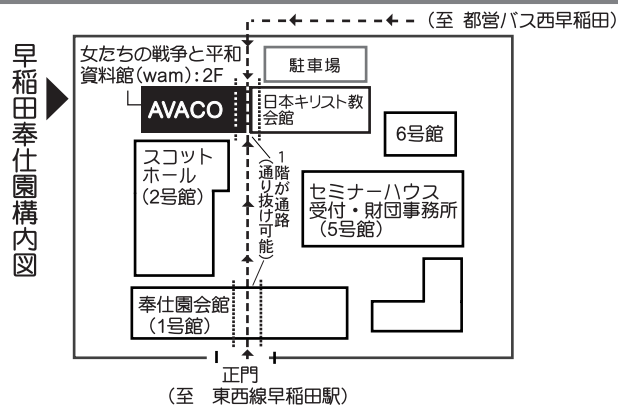 早稲田奉仕園構内図
（至 都営バス西早稲田）
女たちの戦争と平和
資料館（wam）：2F
駐車場
AVACO
日本キリスト教
会館
6号館
スコット
ホール
（2号館）
1階が通路
（通り抜け可能）
セミナーハウス
受付・財団事務所
（5号館）
奉仕園会館
（1号館）
正門
（至 東西線早稲田駅）